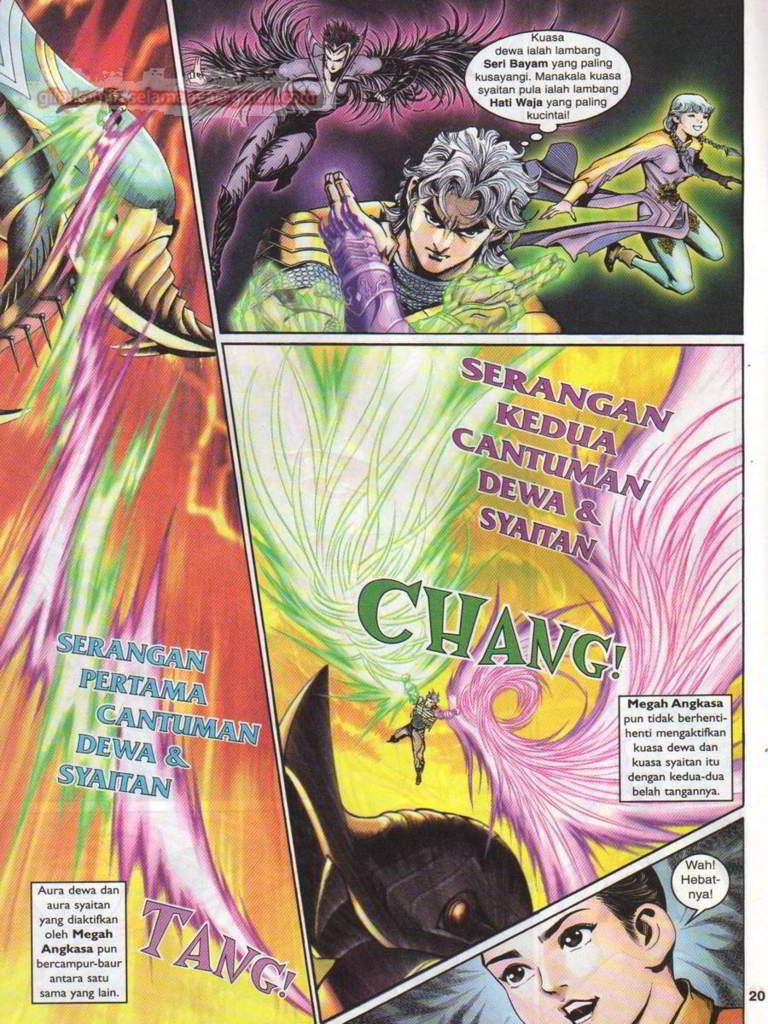 Kuasa
dewa ialah lambang
Seri Bayam yang paling
kusayangi. Manakala kuasa
syaitan pula ialah lambang
Hati Waja yang paling
kucintai!
SERANGAN
PERTAMA
CANTUMAN
DEWA &
SYAITAN
Aura dewa dan
aura syaitan
yang diaktifkan
oleh Megah
Angkasa pun
bercampur-baur
antara satu
sama yang lain.
TANG!
SERANGAN
KEDUA
CANTUMAN
DEWA &
SYAITAN
CHANG!
Megah Angkasa
pun tidak berhenti-
henti mengaktifkan
kuasa dewa dan
kuasa syaitan itu
dengan kedua-dua
belah tangannya.
Wah!
Hebat-
nya!
20